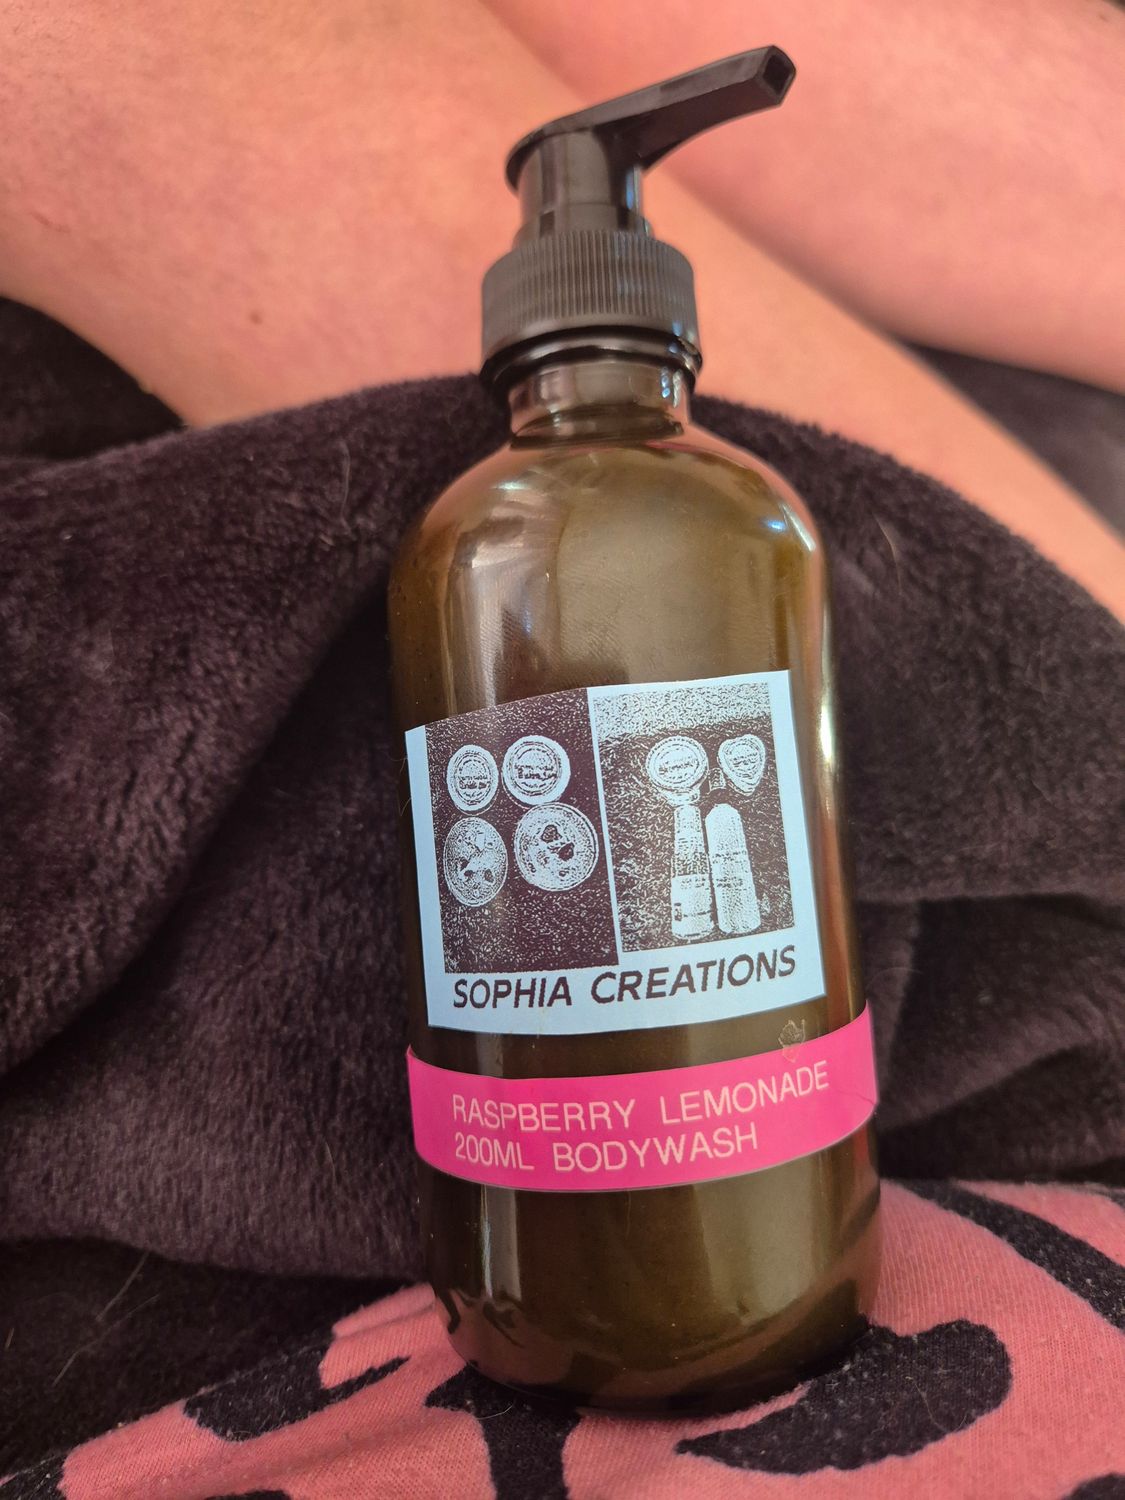 SOPHIA CREATIONS
RASPBERRY LEMONADE
200ML BODYWASH